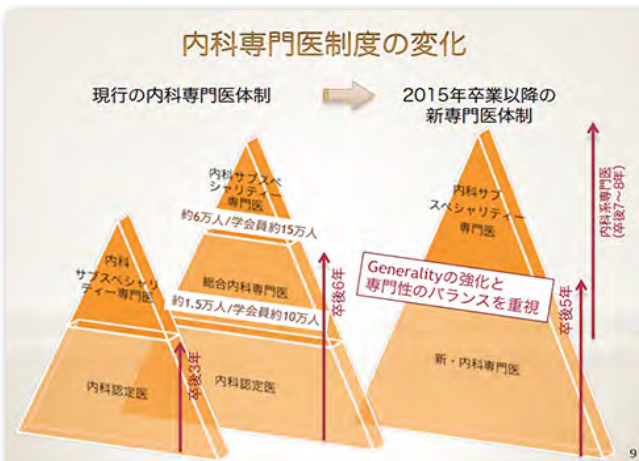 内科専門医制度の変化
現行の内科専門医体制
2015年卒業以降の
新専門医体制
内科
サブスペシャリ
ティー専門医
内科認定医
卒後3年
内科サブスペ
シャリティー専
門医
約6万人/学会員約15万人
総合内科専門医
約1.5万人/学会員約10万人
内科認定医
卒後6年
内科サブ
スペシャリティー
専門医
Generalityの強化と
専門性のバランスを重視
新・内科専門医
卒後5年
内科系専門医
(卒後7〜8年)
9